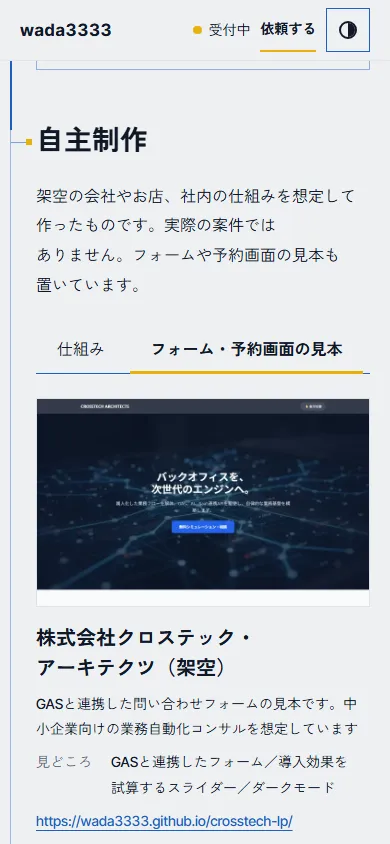 wada3333
受付中
依頼する
自主制作
架空の会社やお店、社内の仕組みを想定して
作ったものです。実際の案件では
ありません。フォームや予約画面の見本も
置いています。
仕組み
フォーム・予約画面の見本
CROSSTECH ARCHITECTS
バックオフィスを、
次世代のエンジンへ。
株式会社クロステック・
アーキテクツ（架空）
GASと連携した問い合わせフォームの見本です。中
小企業向けの業務自動化コンサルを想定しています
見どころ
GASと連携したフォーム／導入効果を
試算するスライダー／ダークモード
https://wada3333.github.io/crosstech-lp/